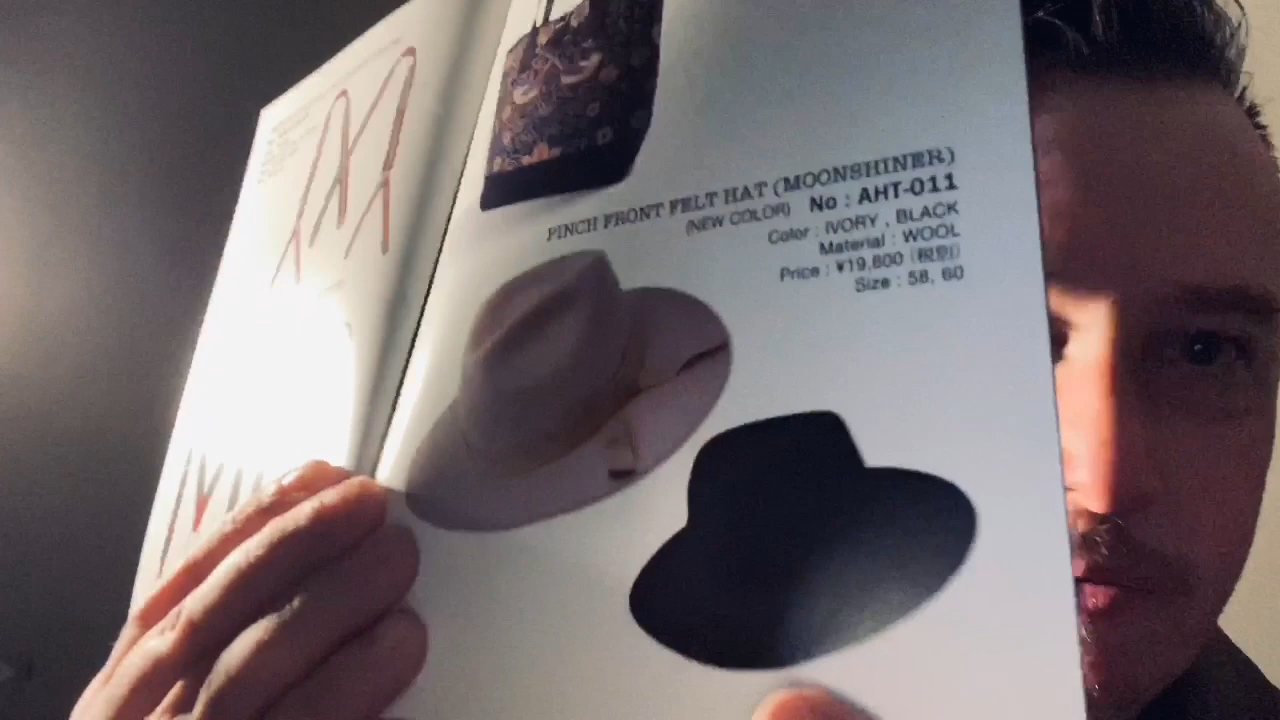 PINCH FRONT FELT HAT (MOONSHINER)
(NEW COLOR) No : AHT-011
Color : IVORY , BLACK
Material : WOOL
Price : ¥19,800 (税別)
Size : 58, 60